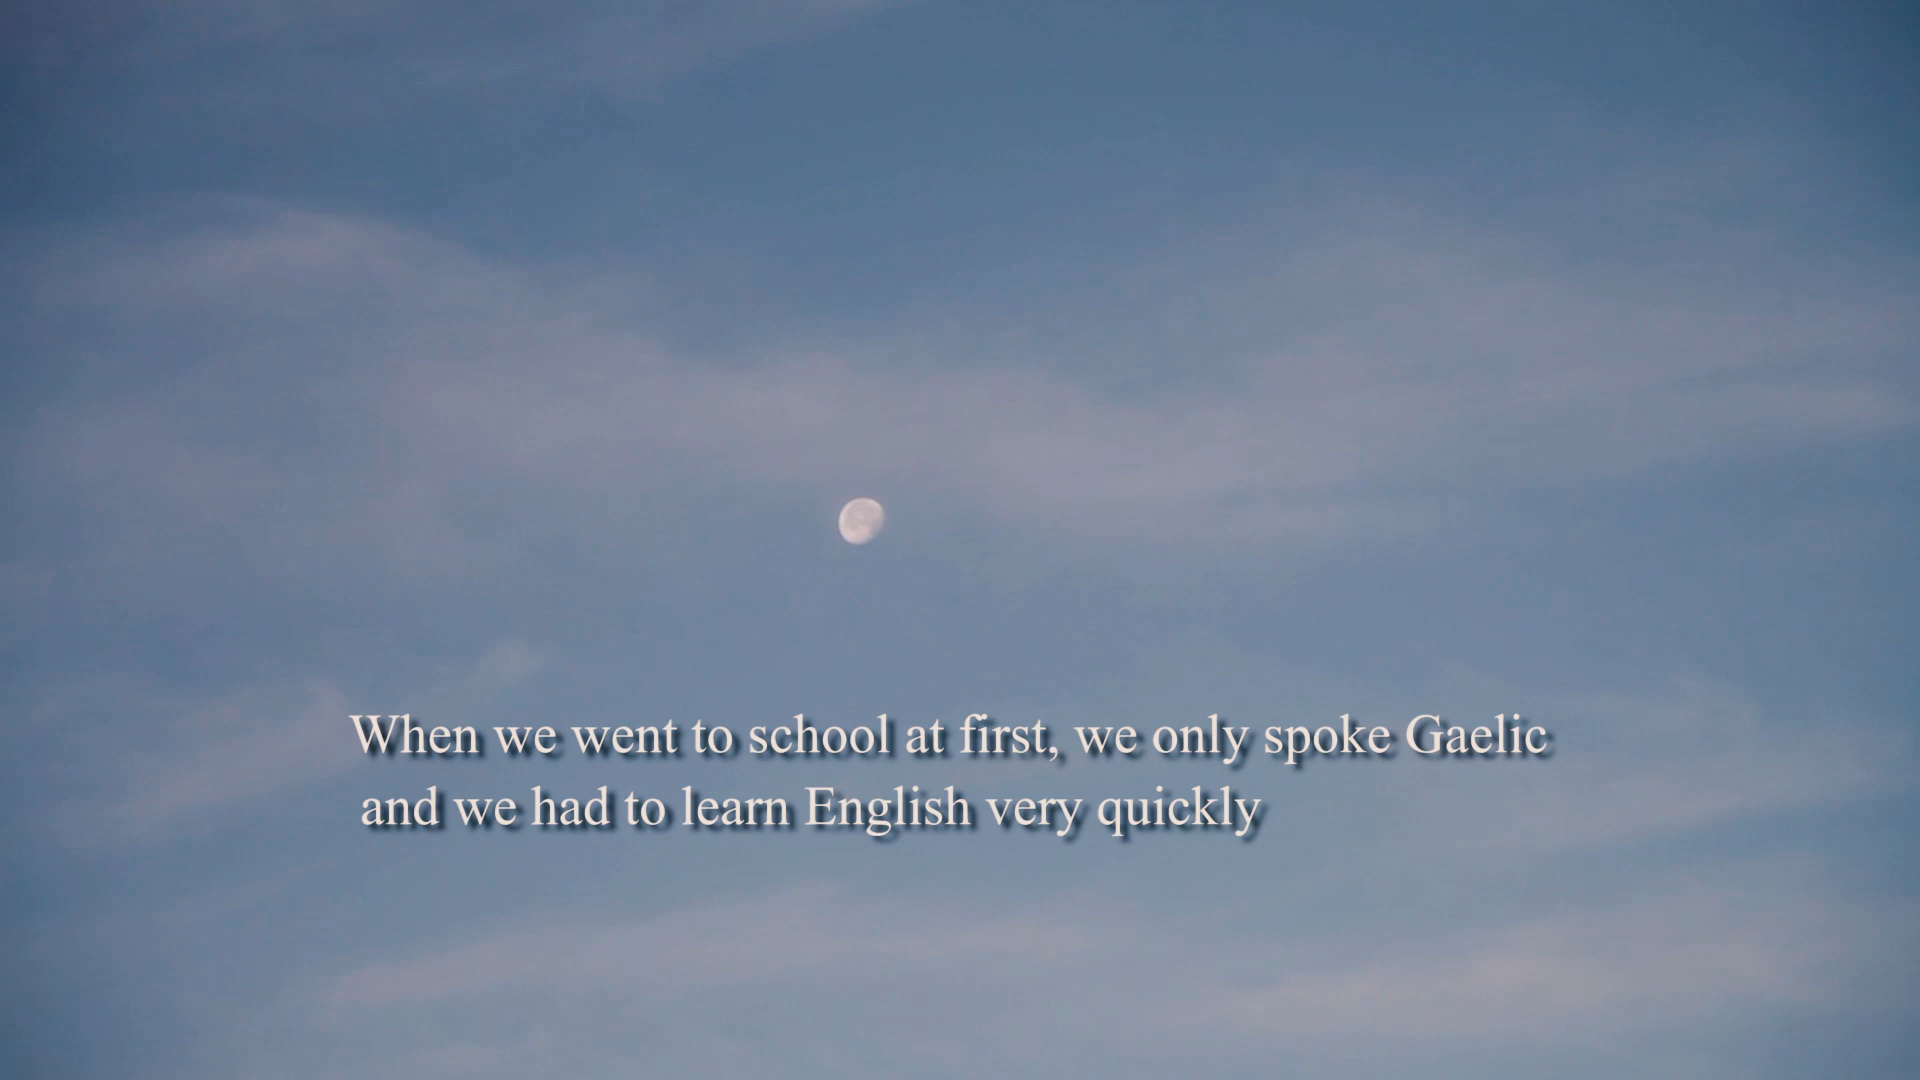 When we went to school at first, we only spoke Gaelic
and we had to learn English very quickly